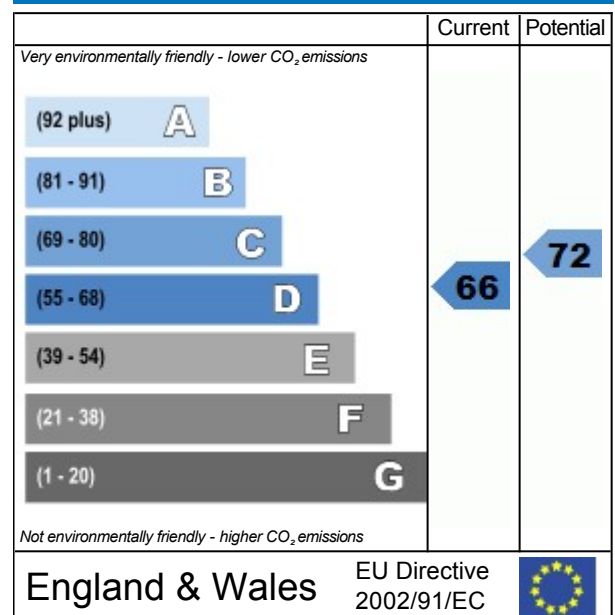 Current Potential
Very environmentally friendly - lower CO₂ emissions
(92 plus) A
(81 - 91) B
(69 - 80) C
(55 - 68) D
(39 - 54) E
(21 - 38) F
(1 - 20) G
66
72
Not environmentally friendly - higher CO₂ emissions
England & Wales
EU Directive
2002/91/EC